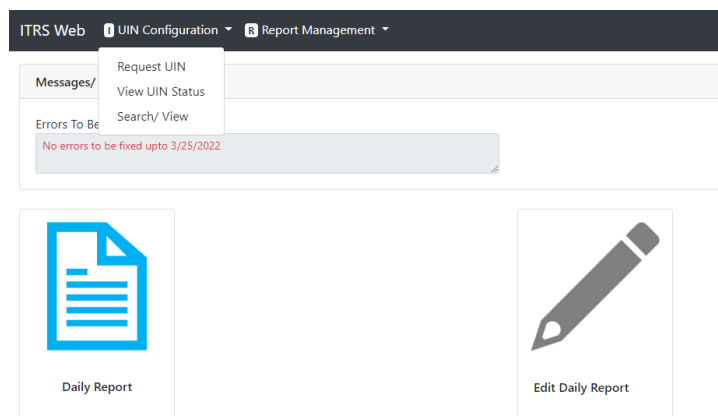 ITRS Web I UIN Configuration R Report Management
Request UIN
View UIN Status
Search/ View
Messages/
Errors To Be
No errors to be fixed upto 3/25/2022
Daily Report
Edit Daily Report